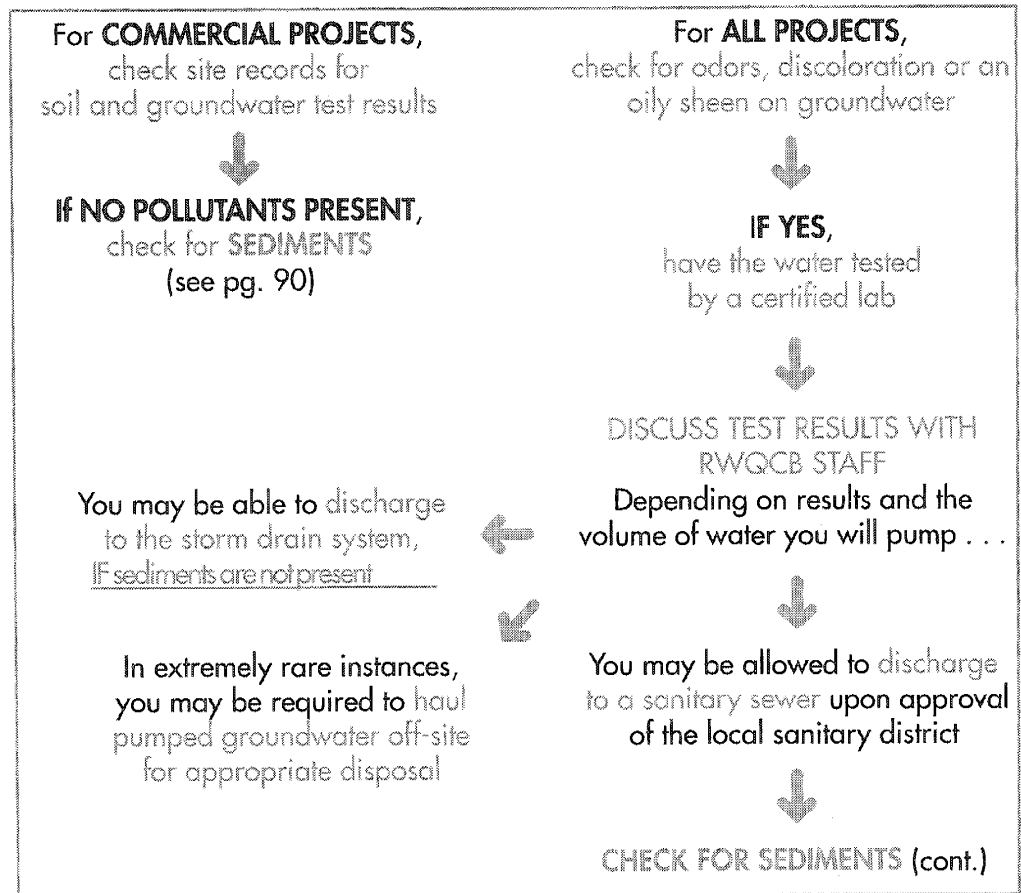 For COMMERCIAL PROJECTS,
check site records for
soil and groundwater test results
If NO POLLUTANTS PRESENT,
check for SEDIMENTS
(see pg. 90)
For ALL PROJECTS,
check for odors, discoloration or an
oily sheen on groundwater
IF YES,
have the water tested
by a certified lab
DISCUSS TEST RESULTS WITH
RWQCB STAFF
Depending on results and the
volume of water you will pump . . .
You may be able to discharge
to the storm drain system,
IF sediments are not present
In extremely rare instances,
you may be required to haul
pumped groundwater off-site
for appropriate disposal
You may be allowed to discharge
to a sanitary sewer upon approval
of the local sanitary district
CHECK FOR SEDIMENTS (cont.)